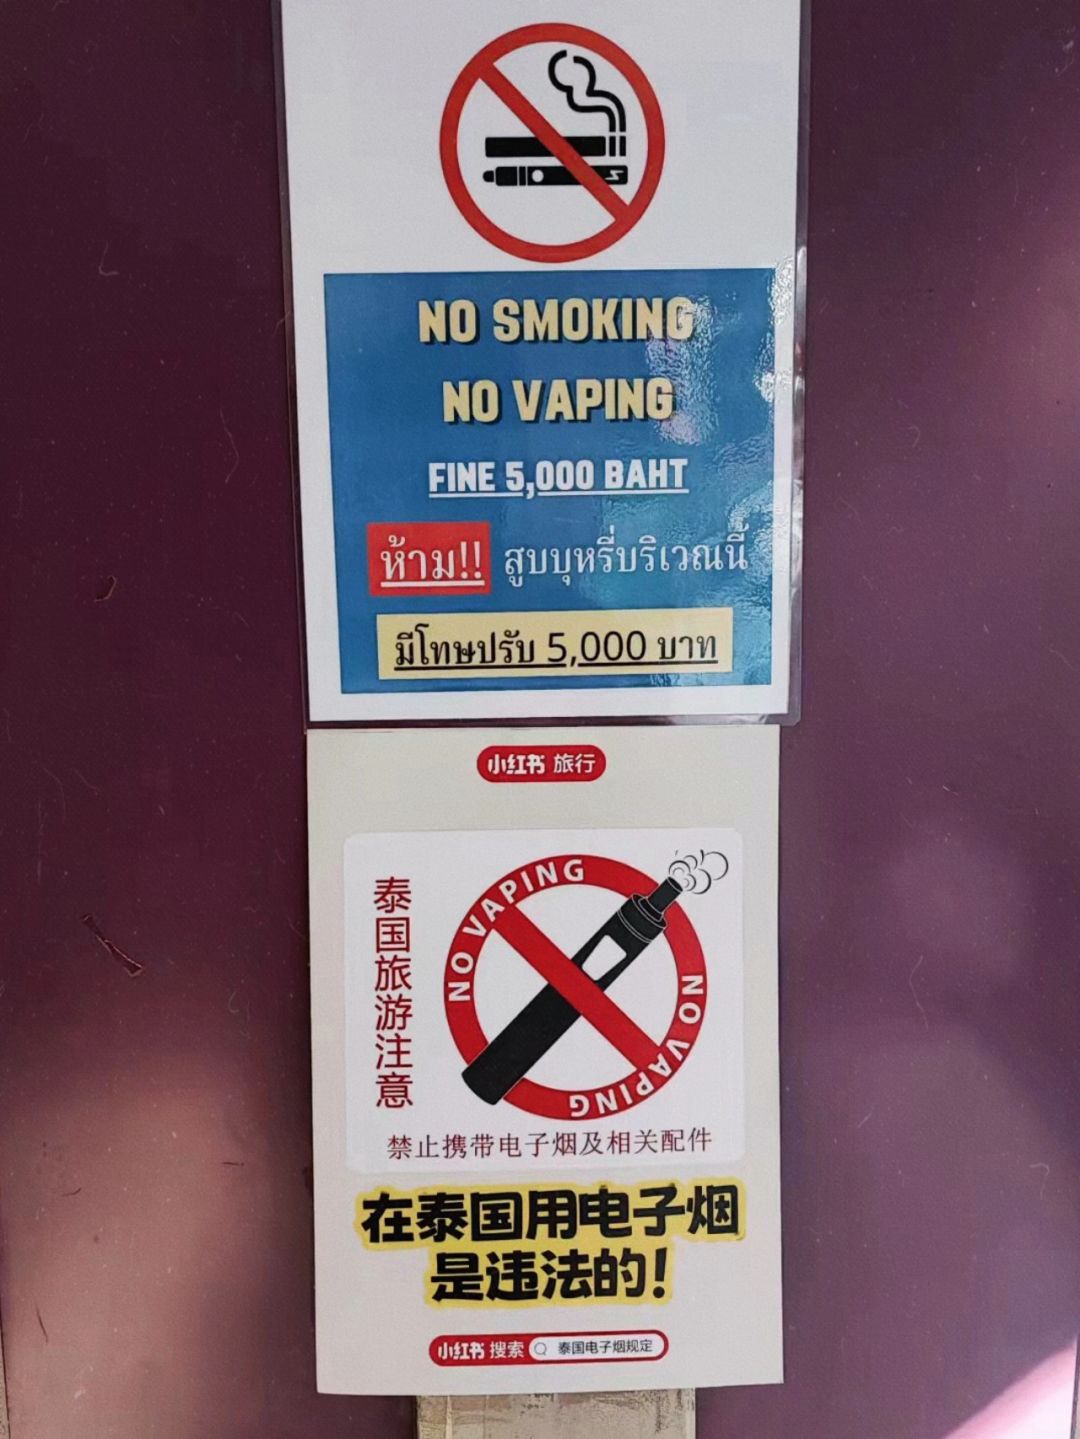 NO SMOKING
NO VAPING
FINE 5,000 BAHT
ห้าม!! สูบบุหรี่บริเวณนี้
มีโทษปรับ 5,000 บาท
小红书 旅行
泰国旅游注意
NO VAPING
NO VAPING
禁止携带电子烟及相关配件
在泰国用电子烟
是违法的!
小红书 搜索 泰国电子烟规定